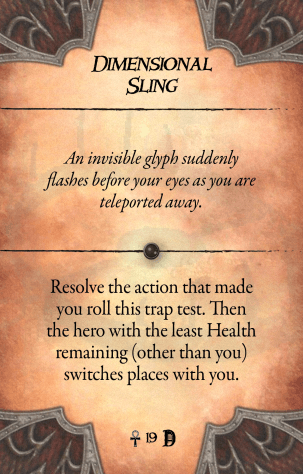 DIMENSIONAL
SLING
An invisible glyph suddenly
flashes before your eyes as you are
teleported away.
Resolve the action that made
you roll this trap test. Then
the hero with the least Health
remaining (other than you)
switches places with you.
☥ 19 D